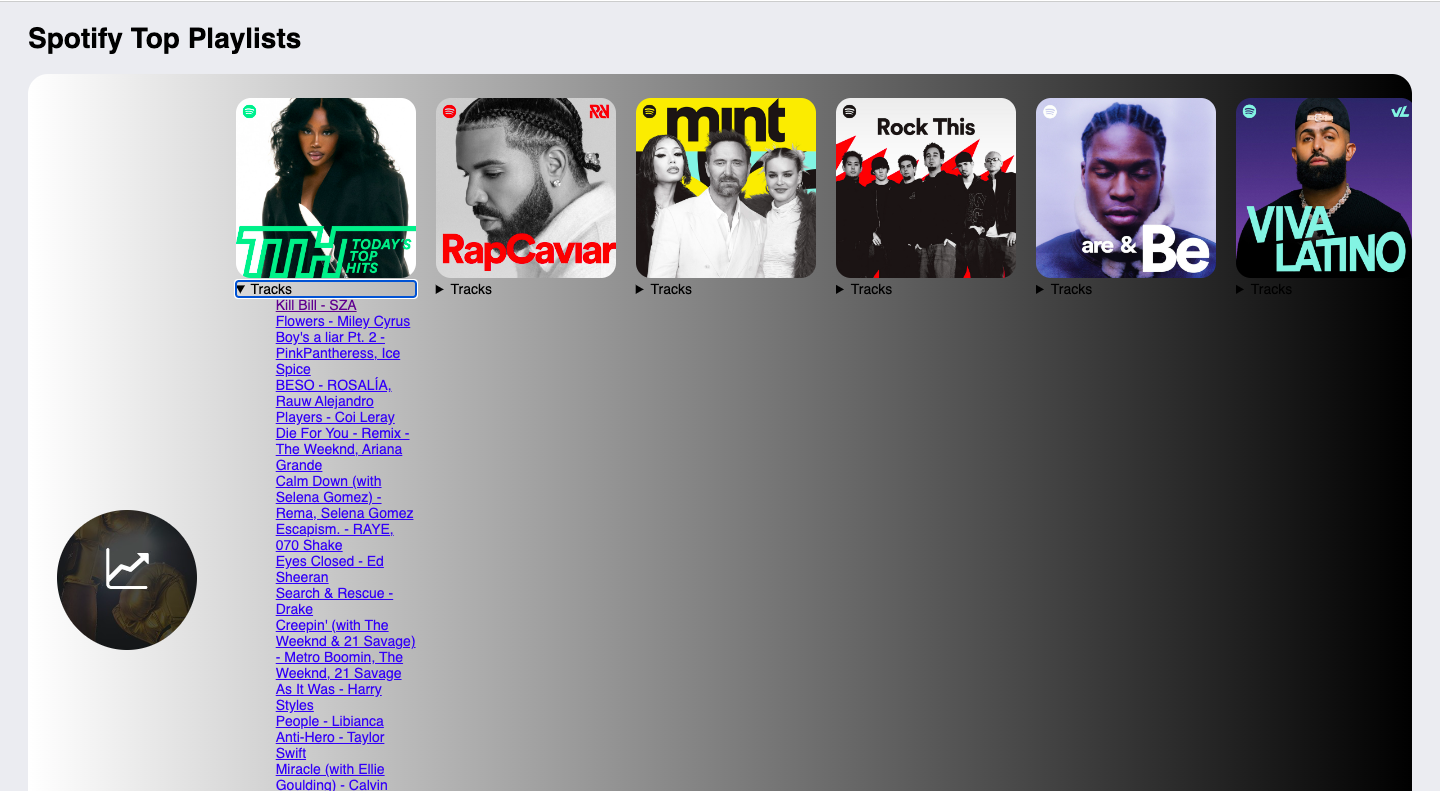 Spotify Top Playlists
TODAY'S
TOP
HITS
RapCaviar
mint
Rock This
are & Be
VIVA
LATINO
VL
Tracks
Tracks
Tracks
Tracks
Tracks
Tracks
Kill Bill - SZA
Flowers - Miley Cyrus
Boy's a liar Pt. 2 -
PinkPantheress, Ice
Spice
BESO - ROSALÍA,
Rauw Alejandro
Players - Coi Leray
Die For You - Remix -
The Weeknd, Ariana
Grande
Calm Down (with
Selena Gomez) -
Rema, Selena Gomez
Escapism. - RAYE,
070 Shake
Eyes Closed - Ed
Sheeran
Search & Rescue -
Drake
Creepin' (with The
Weeknd & 21 Savage)
- Metro Boomin, The
Weeknd, 21 Savage
As It Was - Harry
Styles
People - Libianca
Anti-Hero - Taylor
Swift
Miracle (with Ellie
Goulding) - Calvin